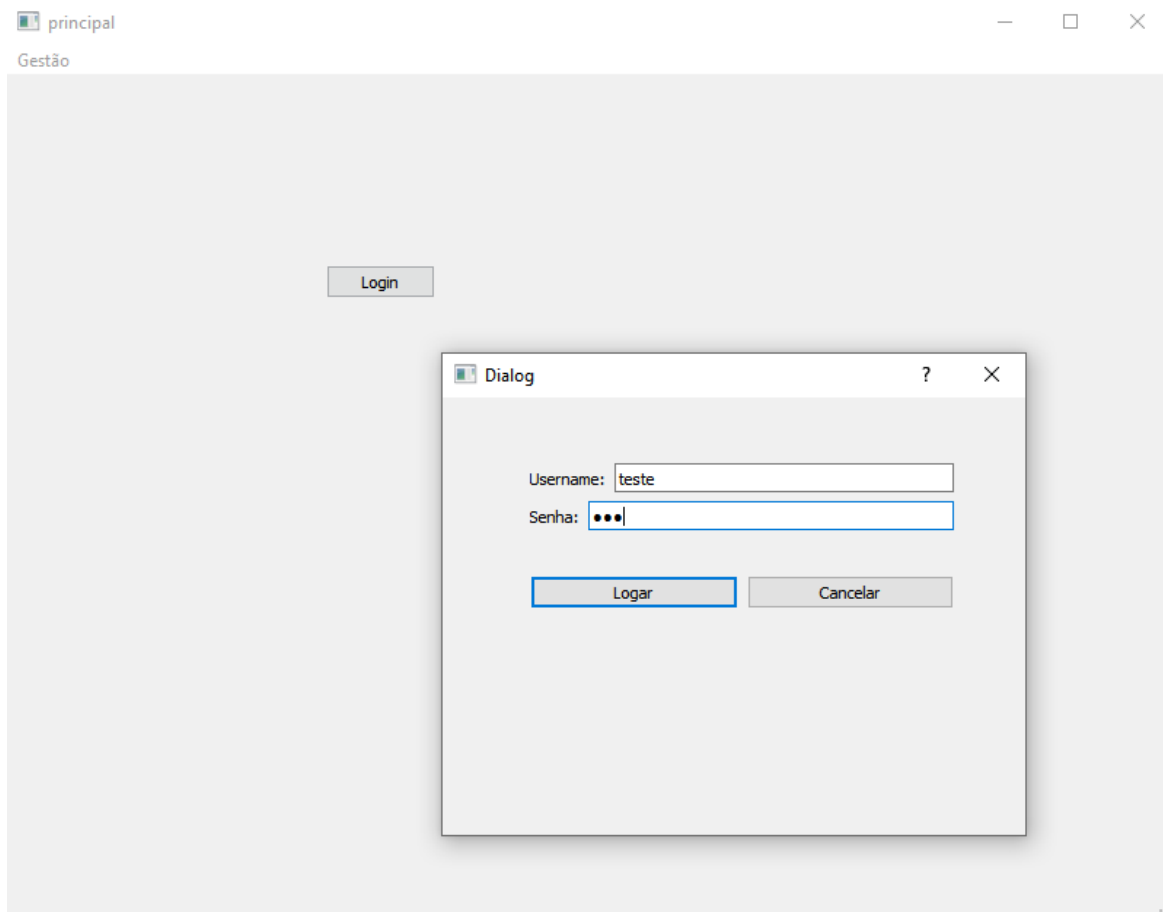 principal
Gestão
Login
Dialog ?
Username: teste
Senha: •••
Logar Cancelar